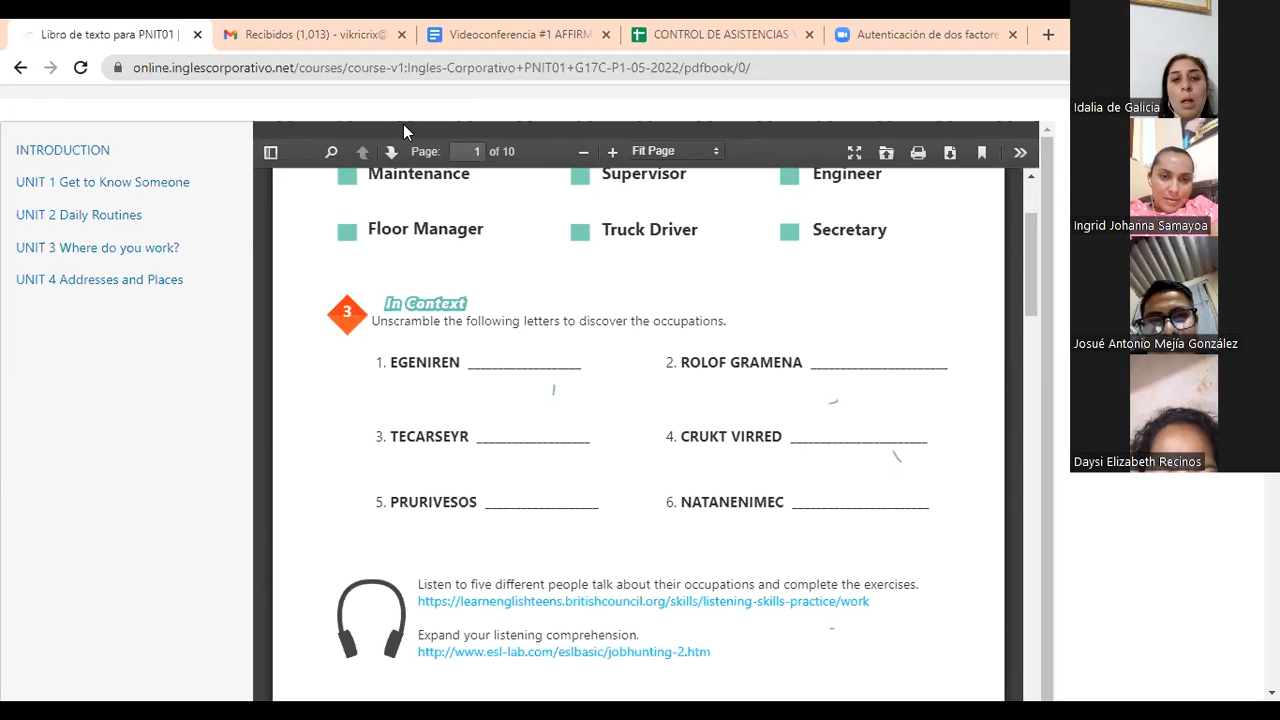 Libro de texto para PNIT01 |
Recibidos (1,013) - vikricrix@
Videoconferencia #1 AFFIRM
CONTROL DE ASISTENCIAS Y
Autenticación de dos factore
online.inglescorporativo.net/courses/course-v1:Ingles-Corporativo+PNIT01+G17C-P1-05-2022/pdfbook/0/
INTRODUCTION
UNIT 1 Get to Know Someone
UNIT 2 Daily Routines
UNIT 3 Where do you work?
UNIT 4 Addresses and Places
Page: 1 of 10
Fit Page
Maintenance
Supervisor
Engineer
Floor Manager
Truck Driver
Secretary
3
In Context
Unscramble the following letters to discover the occupations.
1. EGENIREN __________________
2. ROLOF GRAMENA ______________________
3. TECARSEYR __________________
4. CRUKT VIRRED ______________________
5. PRURIVESOS __________________
6. NATANENIMEC ______________________
Listen to five different people talk about their occupations and complete the exercises.
https://learnenglishteens.britishcouncil.org/skills/listening-skills-practice/work
Expand your listening comprehension.
http://www.esl-lab.com/eslbasic/jobhunting-2.htm
Idalia de Galicia
Ingrid Johanna Samayoa
Josué Antonio Mejía González
Daysi Elizabeth Recinos